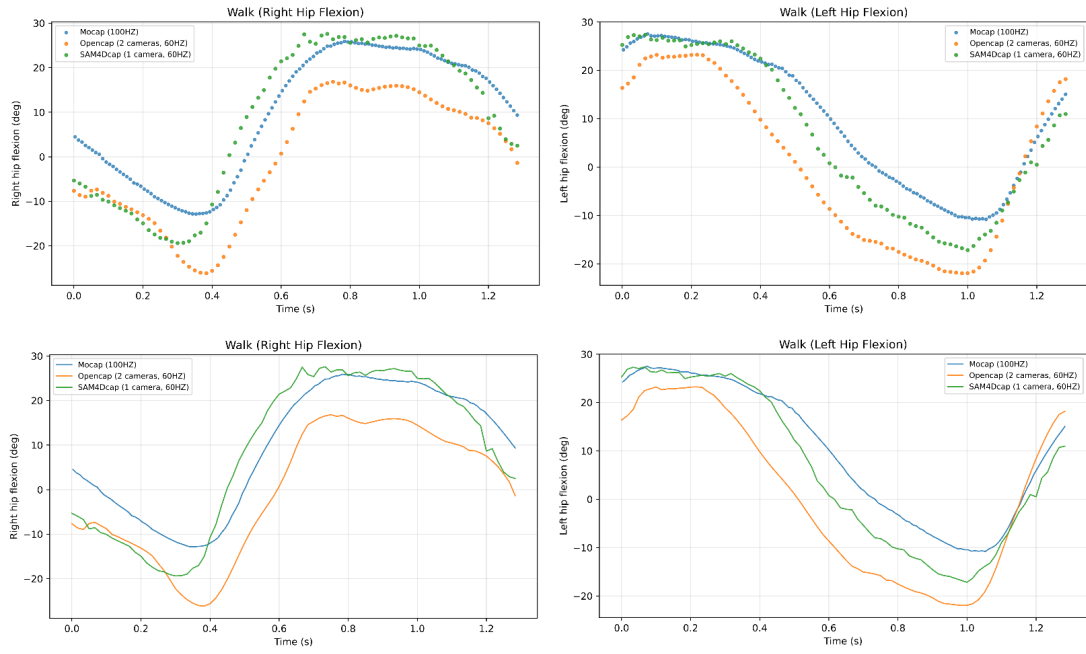 Walk (Right Hip Flexion)
Mocap (100HZ)
Opencap (2 cameras, 60HZ)
SAM4Dcap (1 camera, 60HZ)
Right hip flexion (deg)
30
20
10
0
−10
−20
0.0 0.2 0.4 0.6 0.8 1.0 1.2
Time (s)
Walk (Left Hip Flexion)
Mocap (100HZ)
Opencap (2 cameras, 60HZ)
SAM4Dcap (1 camera, 60HZ)
Left hip flexion (deg)
30
20
10
0
−10
−20
0.0 0.2 0.4 0.6 0.8 1.0 1.2
Time (s)
Walk (Right Hip Flexion)
Mocap (100HZ)
Opencap (2 cameras, 60HZ)
SAM4Dcap (1 camera, 60HZ)
Right hip flexion (deg)
30
20
10
0
−10
−20
0.0 0.2 0.4 0.6 0.8 1.0 1.2
Time (s)
Walk (Left Hip Flexion)
Mocap (100HZ)
Opencap (2 cameras, 60HZ)
SAM4Dcap (1 camera, 60HZ)
Left hip flexion (deg)
30
20
10
0
−10
−20
0.0 0.2 0.4 0.6 0.8 1.0 1.2
Time (s)